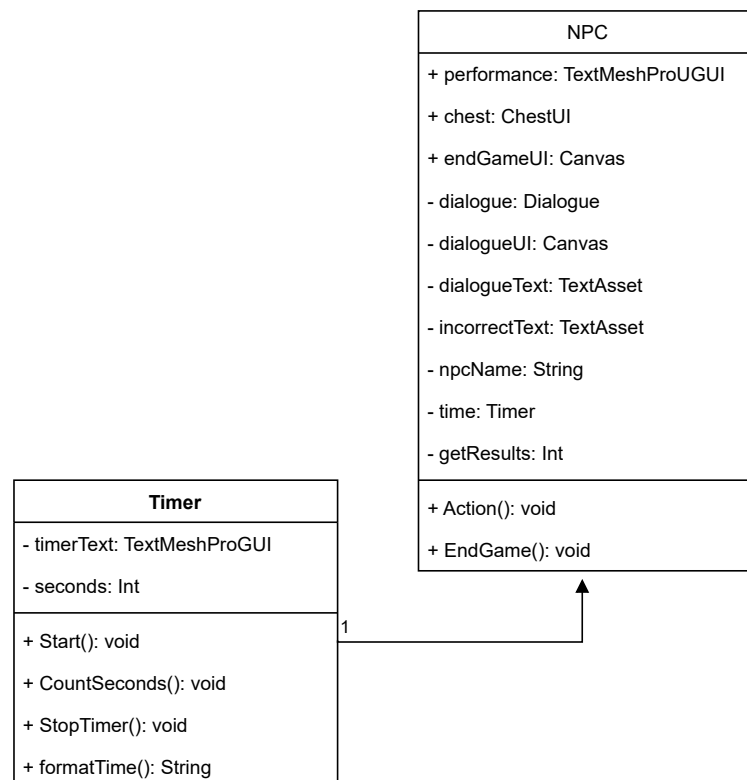 NPC
+ performance: TextMeshProUGUI
+ chest: ChestUI
+ endGameUI: Canvas
- dialogue: Dialogue
- dialogueUI: Canvas
- dialogueText: TextAsset
- incorrectText: TextAsset
- npcName: String
- time: Timer
- getResults: Int
+ Action(): void
+ EndGame(): void
Timer
- timerText: TextMeshProGUI
- seconds: Int
+ Start(): void
+ CountSeconds(): void
+ StopTimer(): void
+ formatTime(): String
1